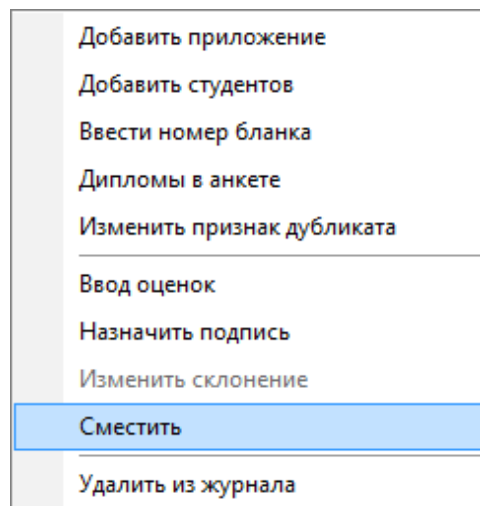 Добавить приложение
Добавить студентов
Ввести номер бланка
Дипломы в анкете
Изменить признак дубликата
Ввод оценок
Назначить подпись
Изменить склонение
Сместить
Удалить из журнала